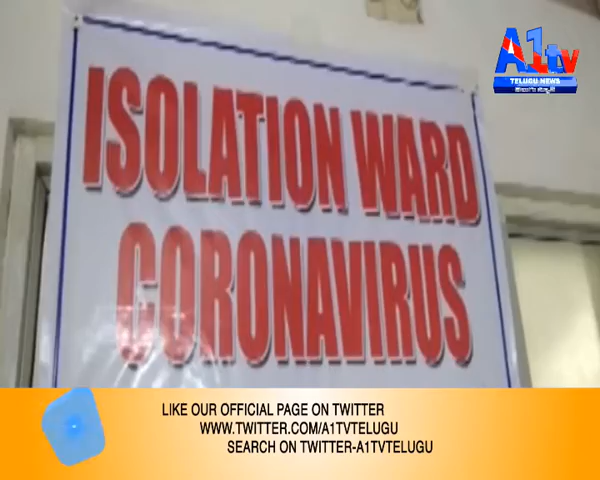 A1tv
TELUGU NEWS
ISOLATION WARD
CORONAVIRUS
LIKE OUR OFFICIAL PAGE ON TWITTER
WWW.TWITTER.COM/A1TVTELUGU
SEARCH ON TWITTER-A1TVTELUGU